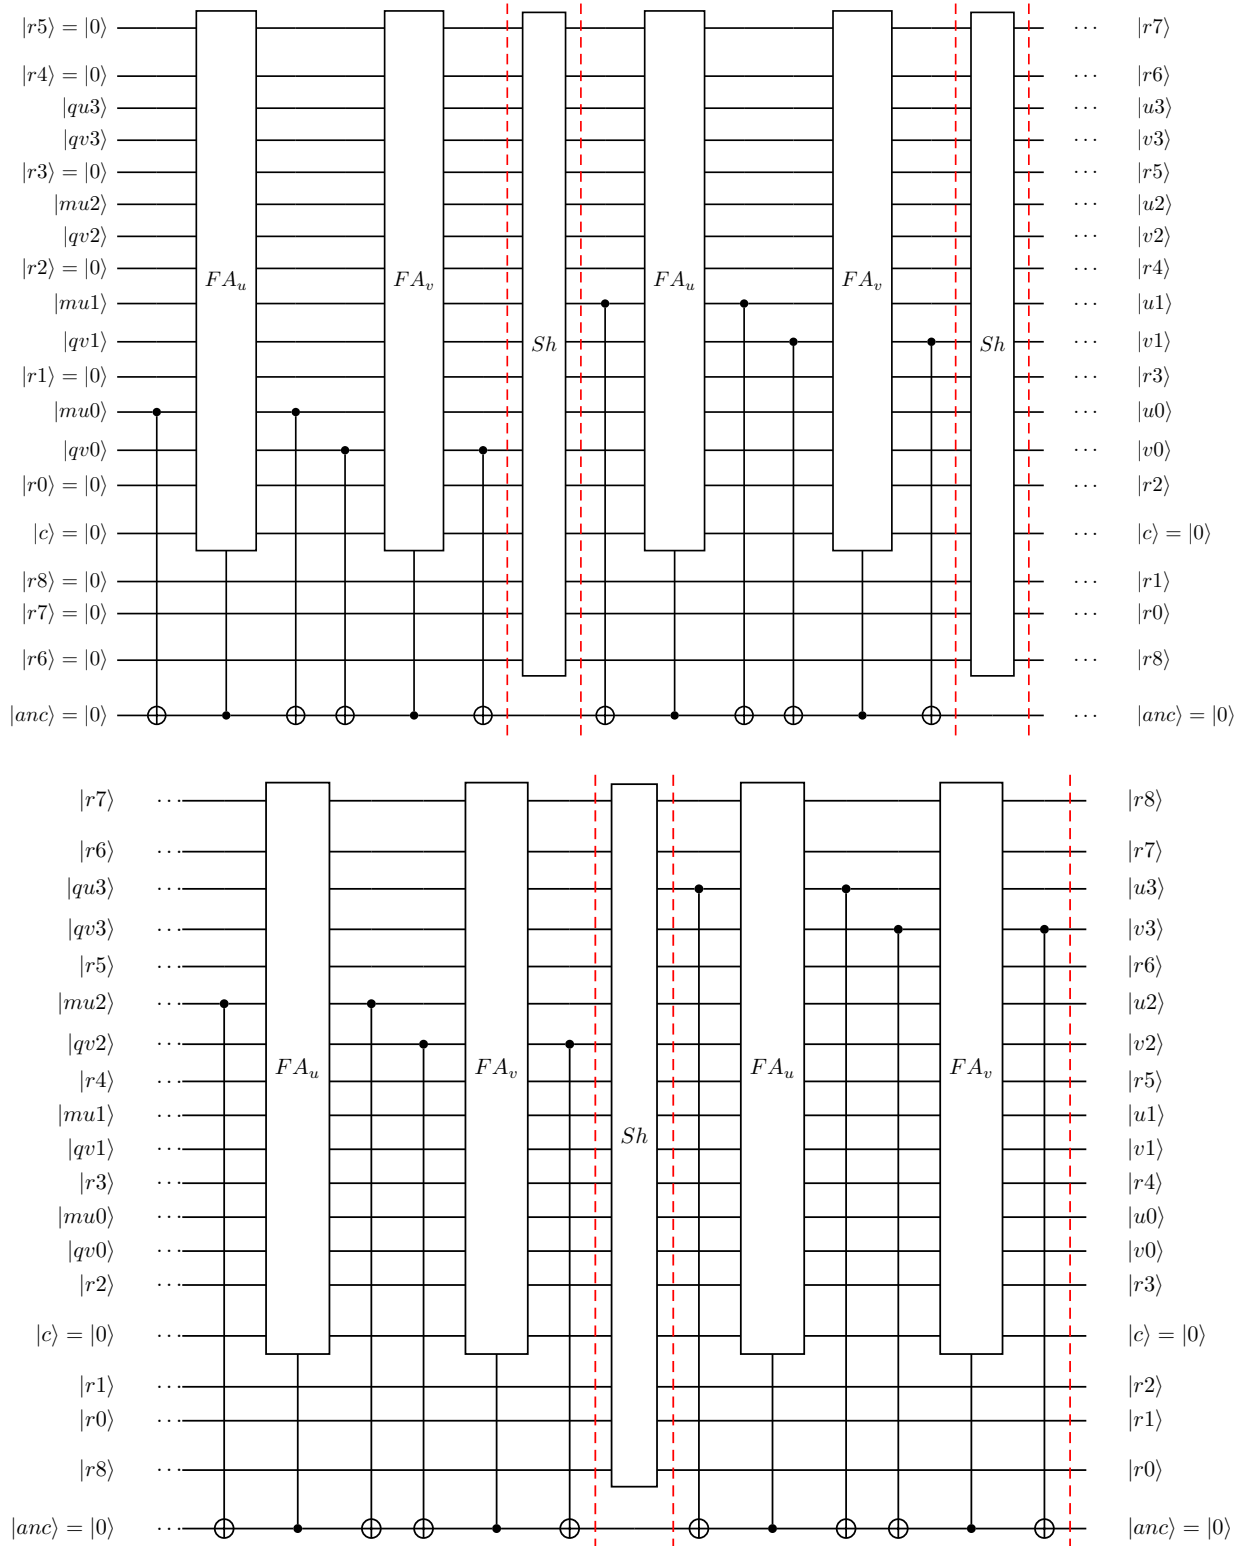 |r5⟩ = |0⟩ ··· |r7⟩
|r4⟩ = |0⟩ ··· |r6⟩
|qu3⟩ ··· |u3⟩
|qv3⟩ ··· |v3⟩
|r3⟩ = |0⟩ ··· |r5⟩
|mu2⟩ ··· |u2⟩
|qv2⟩ ··· |v2⟩
|r2⟩ = |0⟩ ··· |r4⟩
FA_u FA_v FA_u FA_v
|mu1⟩ ··· |u1⟩
|qv1⟩ Sh Sh ··· |v1⟩
|r1⟩ = |0⟩ ··· |r3⟩
|mu0⟩ ··· |u0⟩
|qv0⟩ ··· |v0⟩
|r0⟩ = |0⟩ ··· |r2⟩
|c⟩ = |0⟩ ··· |c⟩ = |0⟩
|r8⟩ = |0⟩ ··· |r1⟩
|r7⟩ = |0⟩ ··· |r0⟩
|r6⟩ = |0⟩ ··· |r8⟩
|anc⟩ = |0⟩ ··· |anc⟩ = |0⟩
|r7⟩ ··· |r8⟩
|r6⟩ ··· |r7⟩
|qu3⟩ ··· |u3⟩
|qv3⟩ ··· |v3⟩
|r5⟩ ··· |r6⟩
|mu2⟩ ··· |u2⟩
|qv2⟩ ··· |v2⟩
FA_u FA_v FA_u FA_v
|r4⟩ ··· |r5⟩
|mu1⟩ ··· |u1⟩
Sh
|qv1⟩ ··· |v1⟩
|r3⟩ ··· |r4⟩
|mu0⟩ ··· |u0⟩
|qv0⟩ ··· |v0⟩
|r2⟩ ··· |r3⟩
|c⟩ = |0⟩ ··· |c⟩ = |0⟩
|r1⟩ ··· |r2⟩
|r0⟩ ··· |r1⟩
|r8⟩ ··· |r0⟩
|anc⟩ = |0⟩ ··· |anc⟩ = |0⟩